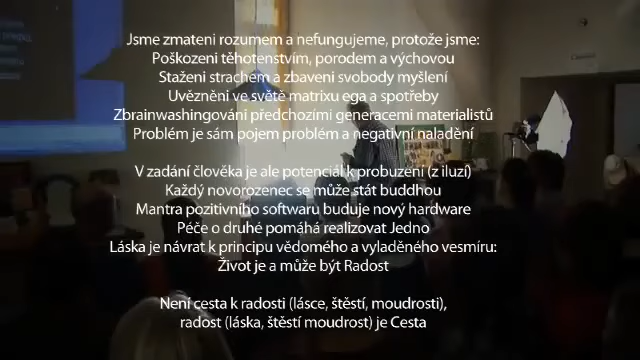 Jsme zmateni rozumem a nefungujeme, protože jsme:
Poškozeni těhotenstvím, porodem a výchovou
Staženi strachem a zbaveni svobody myšlení
Uvězněni ve světě matrixu ega a spotřeby
Zbrainwashingováni předchozími generacemi materialistů
Problém je sám pojem problém a negativní naladění
V zadání člověka je ale potenciál k probuzení (z iluzí)
Každý novorozenec se může stát buddhou
Mantra pozitivního softwaru buduje nový hardware
Péče o druhé pomáhá realizovat Jedno
Láska je návrat k principu vědomého a vyladěného vesmíru:
Život je a může být Radost
Není cesta k radosti (lásce, štěstí, moudrosti),
radost (láska, štěstí moudrost) je Cesta